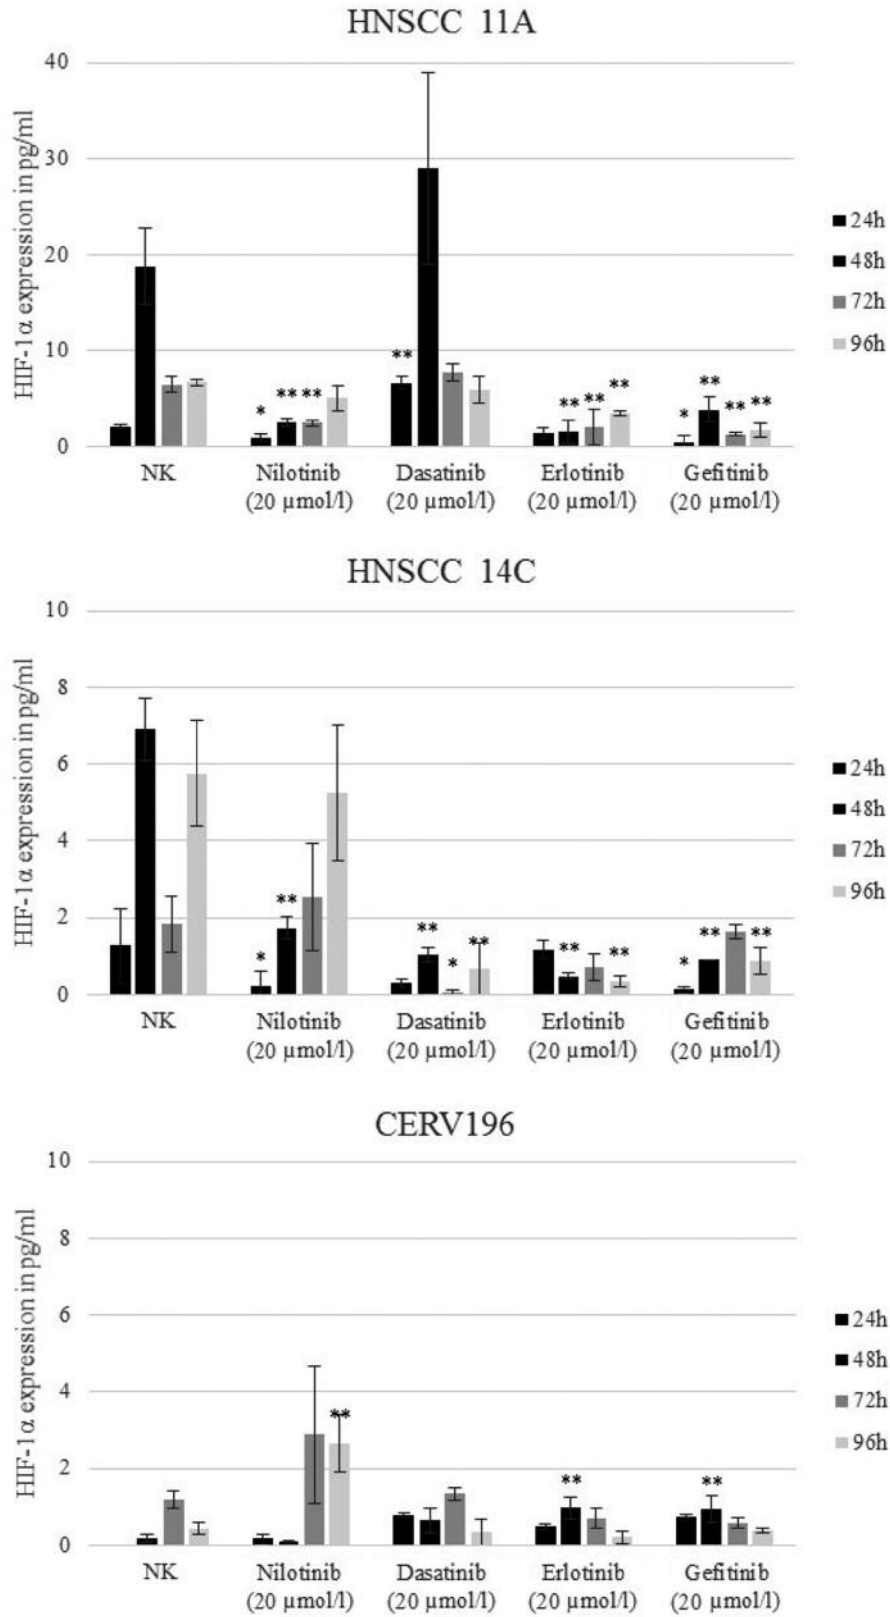 HNSCC 11A
HIF-1α expression in pg/ml
40
30
20
10
0
* ** **
**
** ** **
* ** ** **
NK
Nilotinib (20 µmol/l)
Dasatinib (20 µmol/l)
Erlotinib (20 µmol/l)
Gefitinib (20 µmol/l)
24h
48h
72h
96h
HNSCC 14C
HIF-1α expression in pg/ml
10
8
6
4
2
0
* **
** * **
** **
* ** **
NK
Nilotinib (20 µmol/l)
Dasatinib (20 µmol/l)
Erlotinib (20 µmol/l)
Gefitinib (20 µmol/l)
24h
48h
72h
96h
CERV196
HIF-1α expression in pg/ml
10
8
6
4
2
0
**
**
**
NK
Nilotinib (20 µmol/l)
Dasatinib (20 µmol/l)
Erlotinib (20 µmol/l)
Gefitinib (20 µmol/l)
24h
48h
72h
96h